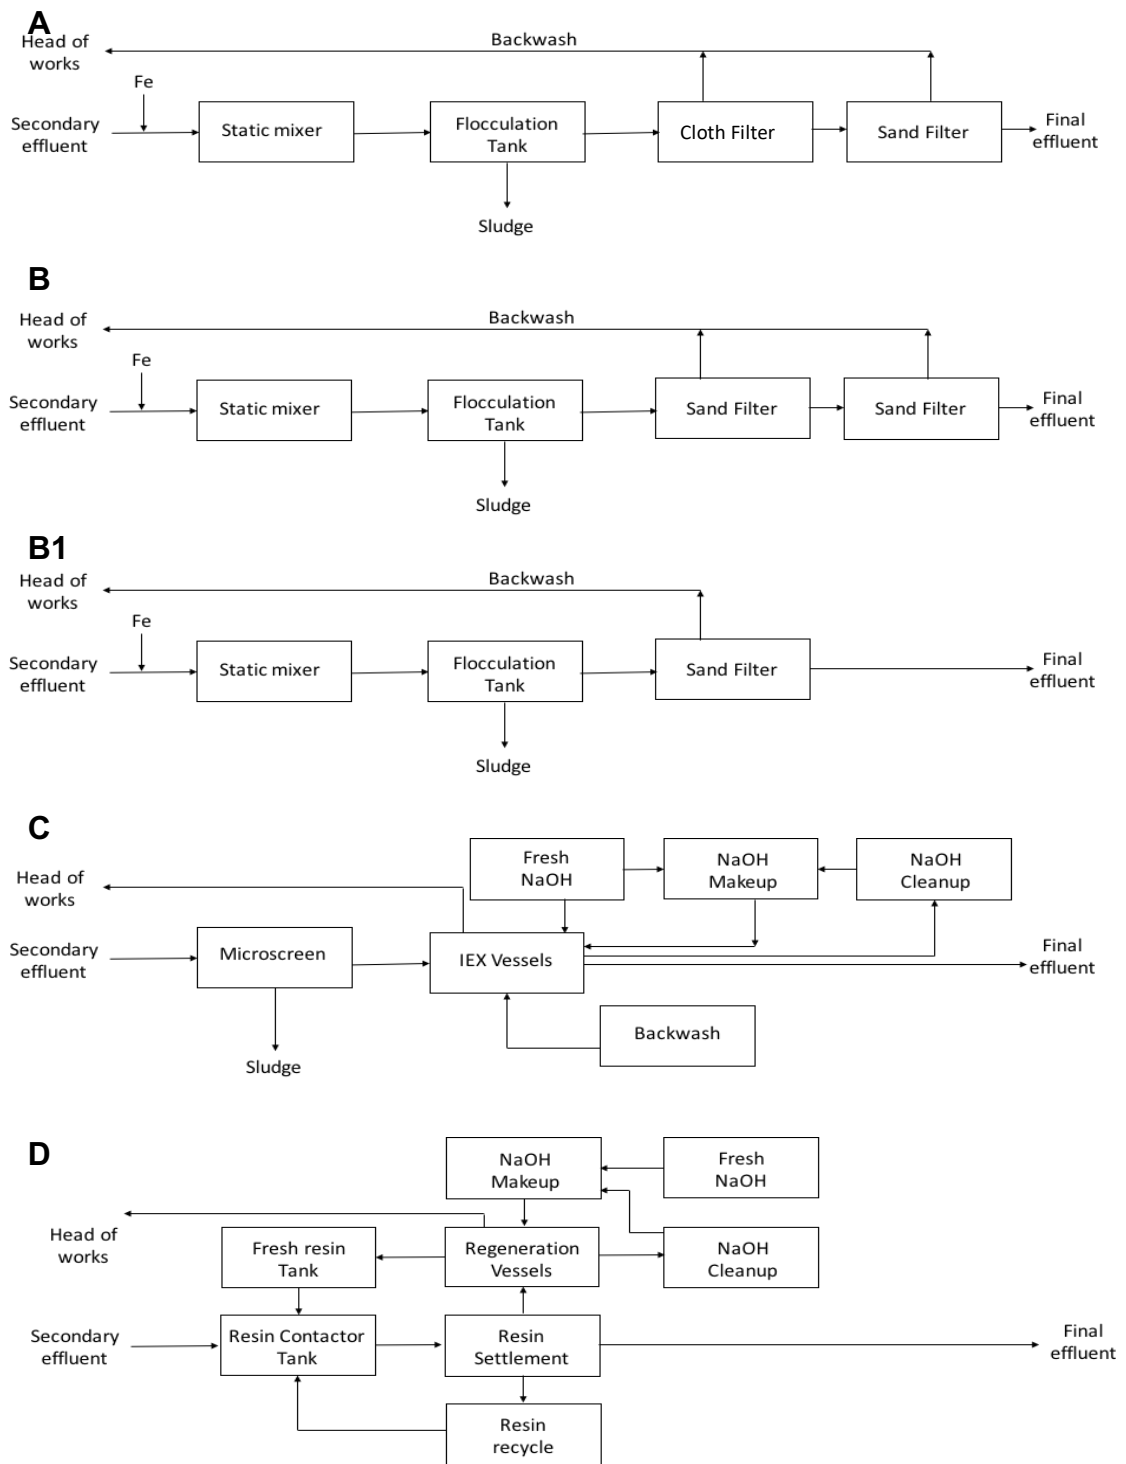 A
Head of
works
Backwash
Fe
Secondary
effluent
Static mixer
Flocculation
Tank
Cloth Filter
Sand Filter
Final
effluent
Sludge
B
Head of
works
Backwash
Fe
Secondary
effluent
Static mixer
Flocculation
Tank
Sand Filter
Sand Filter
Final
effluent
Sludge
B1
Head of
works
Backwash
Fe
Secondary
effluent
Static mixer
Flocculation
Tank
Sand Filter
Final
effluent
Sludge
C
Head of
works
Fresh
NaOH
NaOH
Makeup
NaOH
Cleanup
Secondary
effluent
Microscreen
IEX Vessels
Final
effluent
Backwash
Sludge
D
NaOH
Makeup
Fresh
NaOH
Head of
works
Fresh resin
Tank
Regeneration
Vessels
NaOH
Cleanup
Secondary
effluent
Resin Contactor
Tank
Resin
Settlement
Final
effluent
Resin
recycle